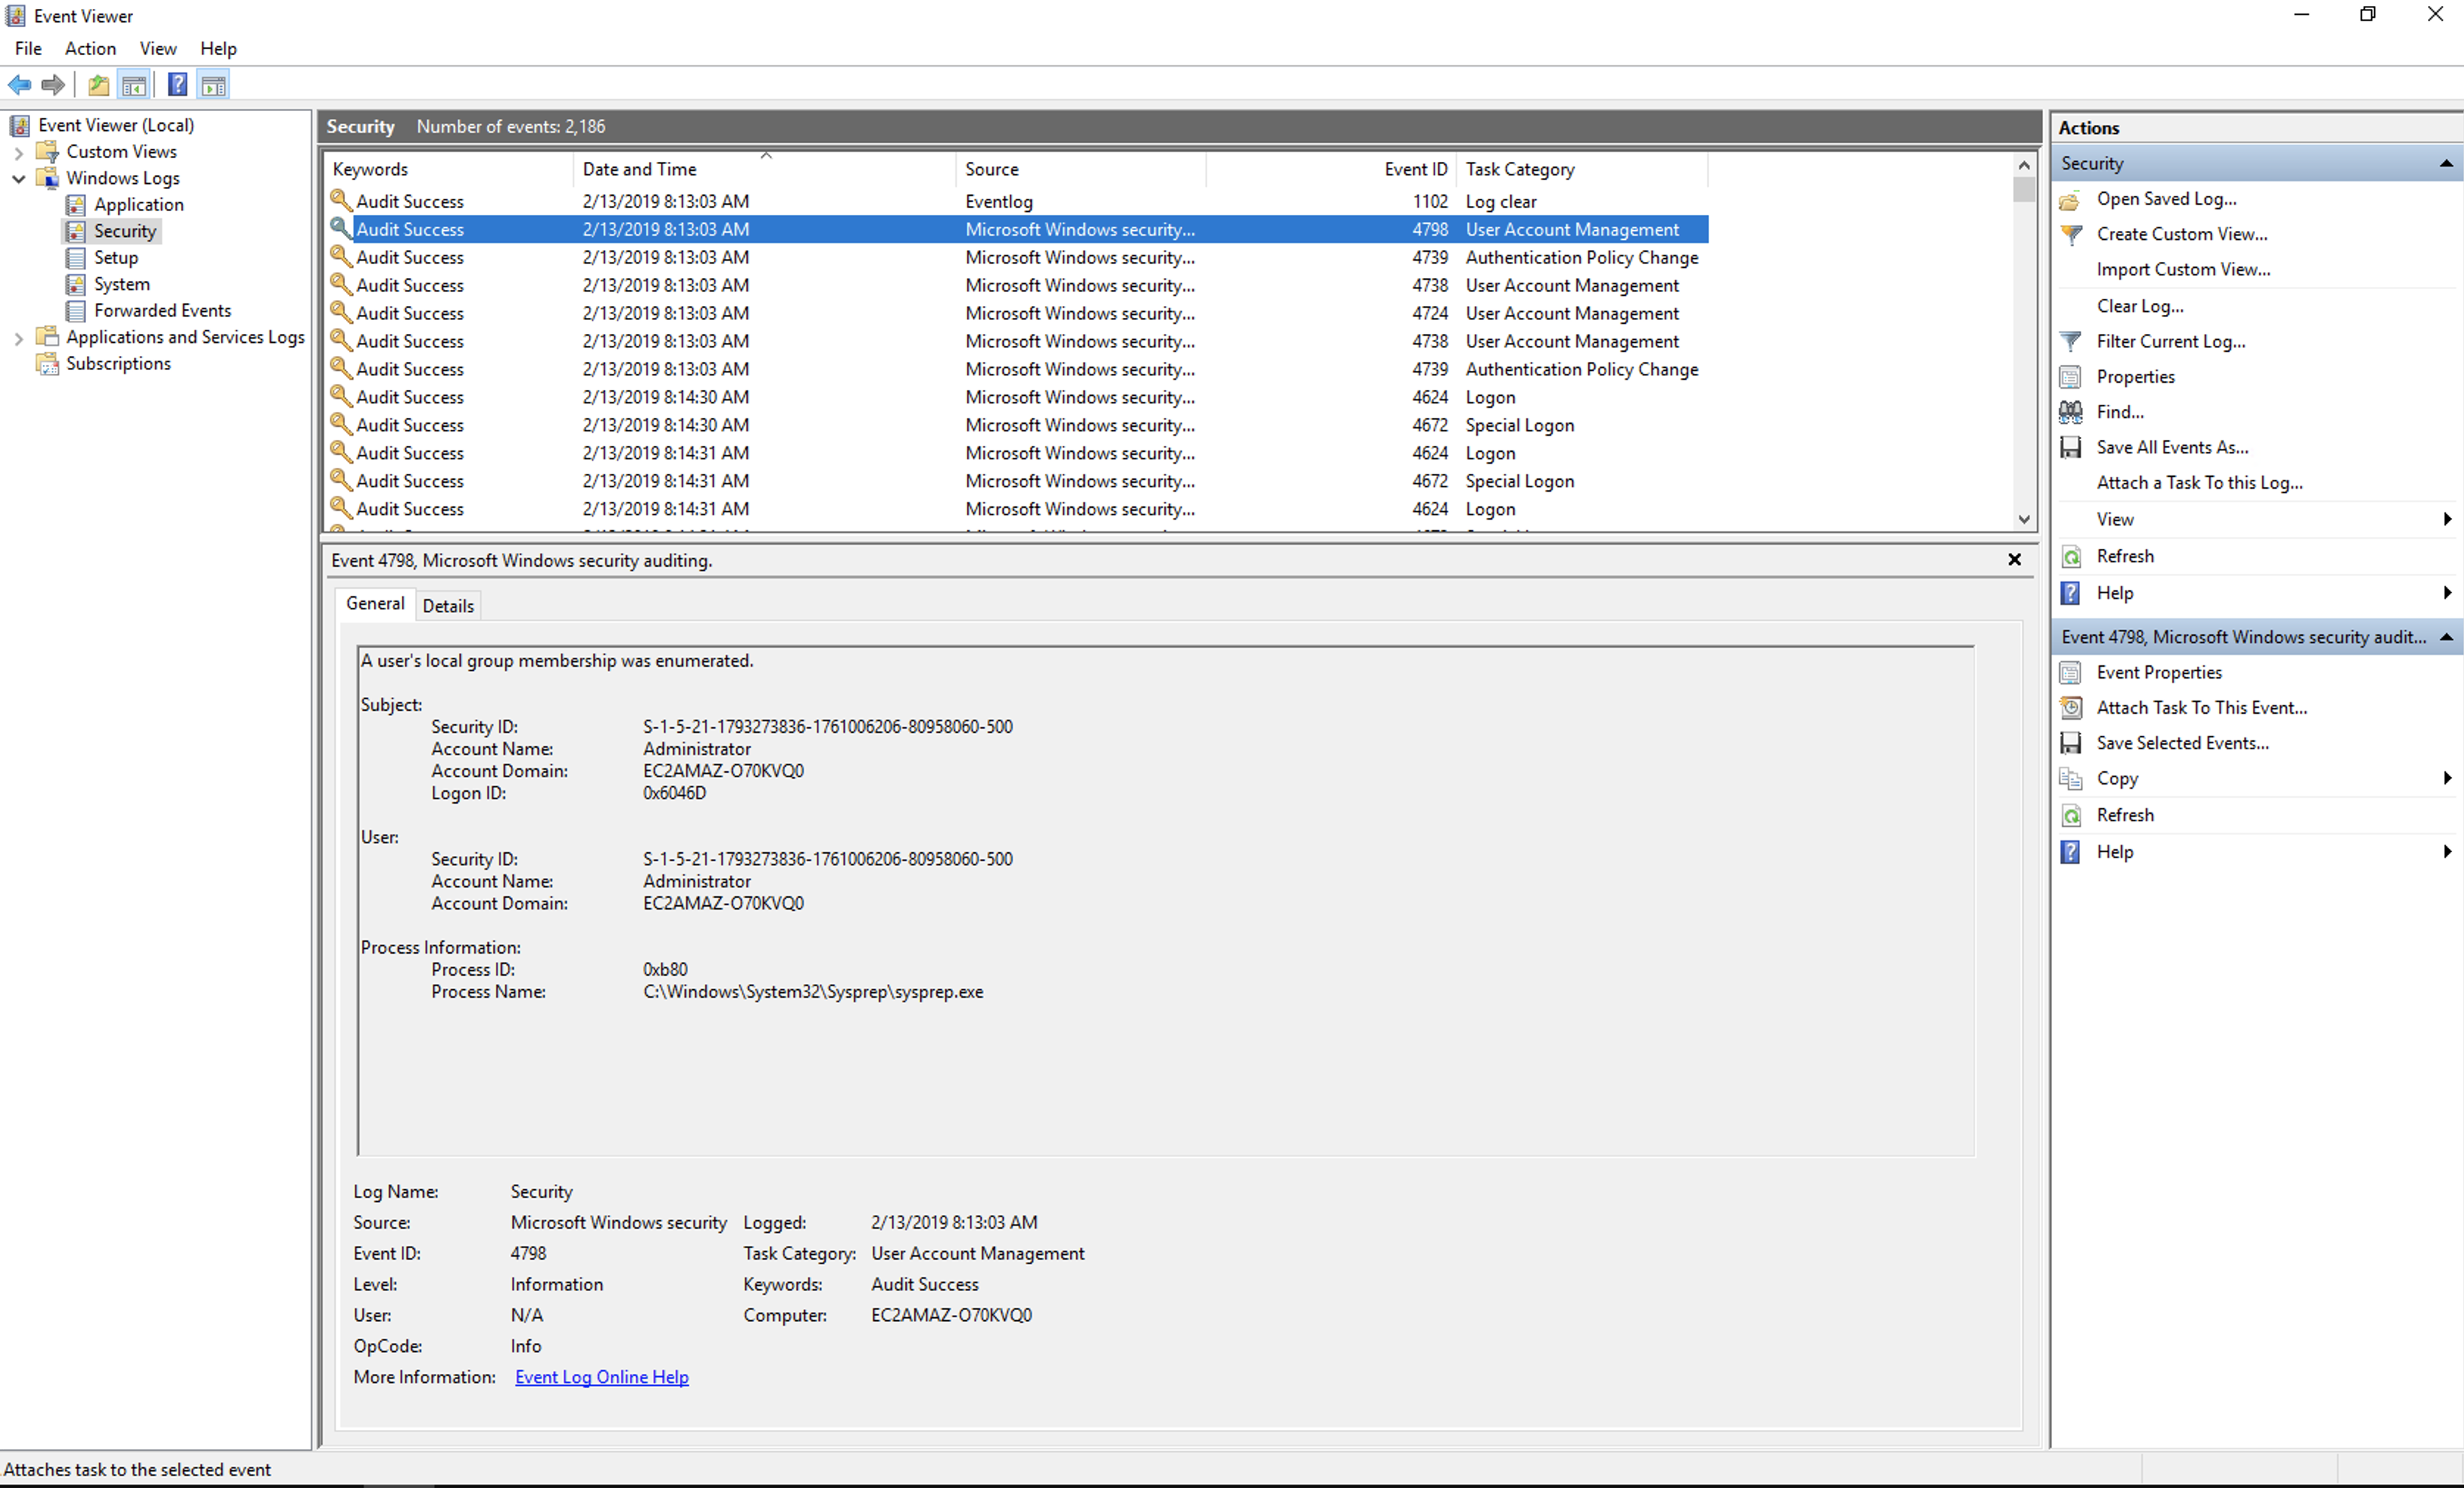 Event Viewer
File Action View Help
Event Viewer (Local)
Custom Views
Windows Logs
Application
Security
Setup
System
Forwarded Events
Applications and Services Logs
Subscriptions
Security Number of events: 2,186
Keywords Date and Time Source Event ID Task Category
Audit Success 2/13/2019 8:13:03 AM Eventlog 1102 Log clear
Audit Success 2/13/2019 8:13:03 AM Microsoft Windows security... 4798 User Account Management
Audit Success 2/13/2019 8:13:03 AM Microsoft Windows security... 4739 Authentication Policy Change
Audit Success 2/13/2019 8:13:03 AM Microsoft Windows security... 4738 User Account Management
Audit Success 2/13/2019 8:13:03 AM Microsoft Windows security... 4724 User Account Management
Audit Success 2/13/2019 8:13:03 AM Microsoft Windows security... 4738 User Account Management
Audit Success 2/13/2019 8:13:03 AM Microsoft Windows security... 4739 Authentication Policy Change
Audit Success 2/13/2019 8:14:30 AM Microsoft Windows security... 4624 Logon
Audit Success 2/13/2019 8:14:30 AM Microsoft Windows security... 4672 Special Logon
Audit Success 2/13/2019 8:14:31 AM Microsoft Windows security... 4624 Logon
Audit Success 2/13/2019 8:14:31 AM Microsoft Windows security... 4672 Special Logon
Audit Success 2/13/2019 8:14:31 AM Microsoft Windows security... 4624 Logon
Event 4798, Microsoft Windows security auditing.
General Details
A user's local group membership was enumerated.
Subject:
Security ID: S-1-5-21-1793273836-1761006206-80958060-500
Account Name: Administrator
Account Domain: EC2AMAZ-O70KVQ0
Logon ID: 0x6046D
User:
Security ID: S-1-5-21-1793273836-1761006206-80958060-500
Account Name: Administrator
Account Domain: EC2AMAZ-O70KVQ0
Process Information:
Process ID: 0xb80
Process Name: C:\Windows\System32\Sysprep\sysprep.exe
Log Name: Security
Source: Microsoft Windows security Logged: 2/13/2019 8:13:03 AM
Event ID: 4798 Task Category: User Account Management
Level: Information Keywords: Audit Success
User: N/A Computer: EC2AMAZ-O70KVQ0
OpCode: Info
More Information: Event Log Online Help
Actions
Security
Open Saved Log...
Create Custom View...
Import Custom View...
Clear Log...
Filter Current Log...
Properties
Find...
Save All Events As...
Attach a Task To this Log...
View
Refresh
Help
Event 4798, Microsoft Windows security audit...
Event Properties
Attach Task To This Event...
Save Selected Events...
Copy
Refresh
Help
Attaches task to the selected event